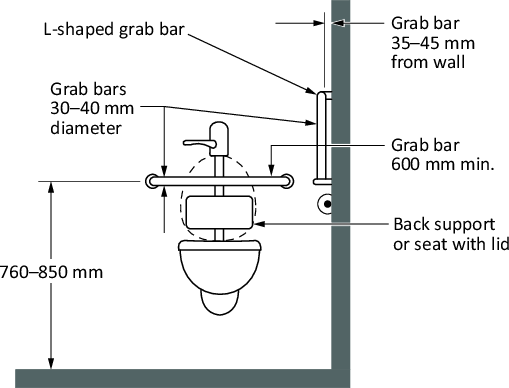 L-shaped grab bar
Grab bar
35–45 mm
from wall
Grab bars
30–40 mm
diameter
Grab bar
600 mm min.
Back support
or seat with lid
760–850 mm